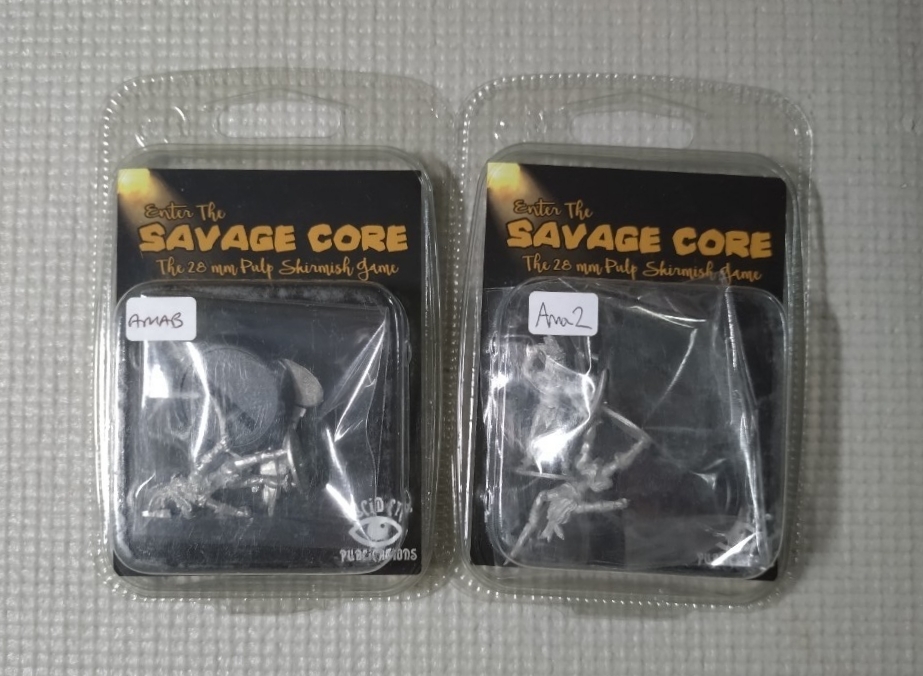 Enter The
SAVAGE CORE
The 28 mm Pulp Skirmish Game
AMAB
PUBLICATIONS
Enter The
SAVAGE CORE
The 28 mm Pulp Skirmish Game
Ama2